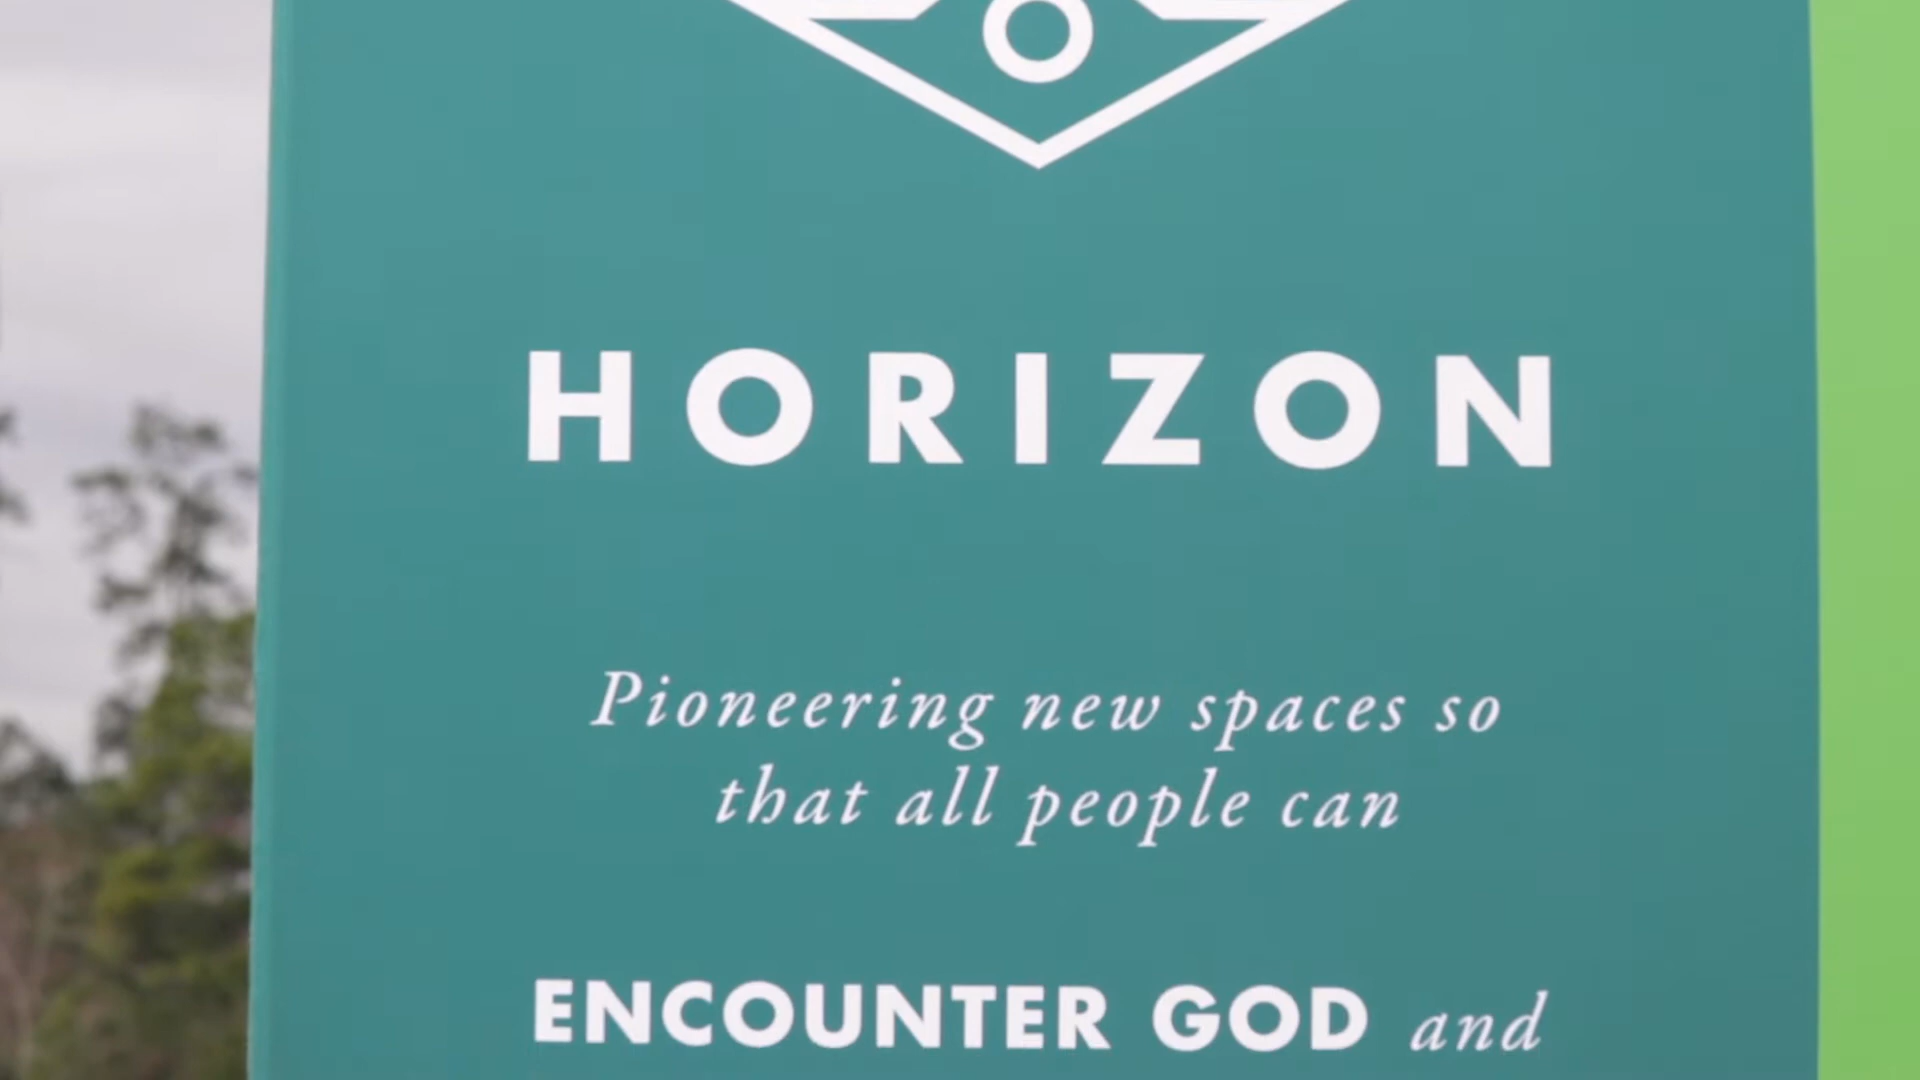 HORIZON
Pioneering new spaces so
that all people can
ENCOUNTER GOD and